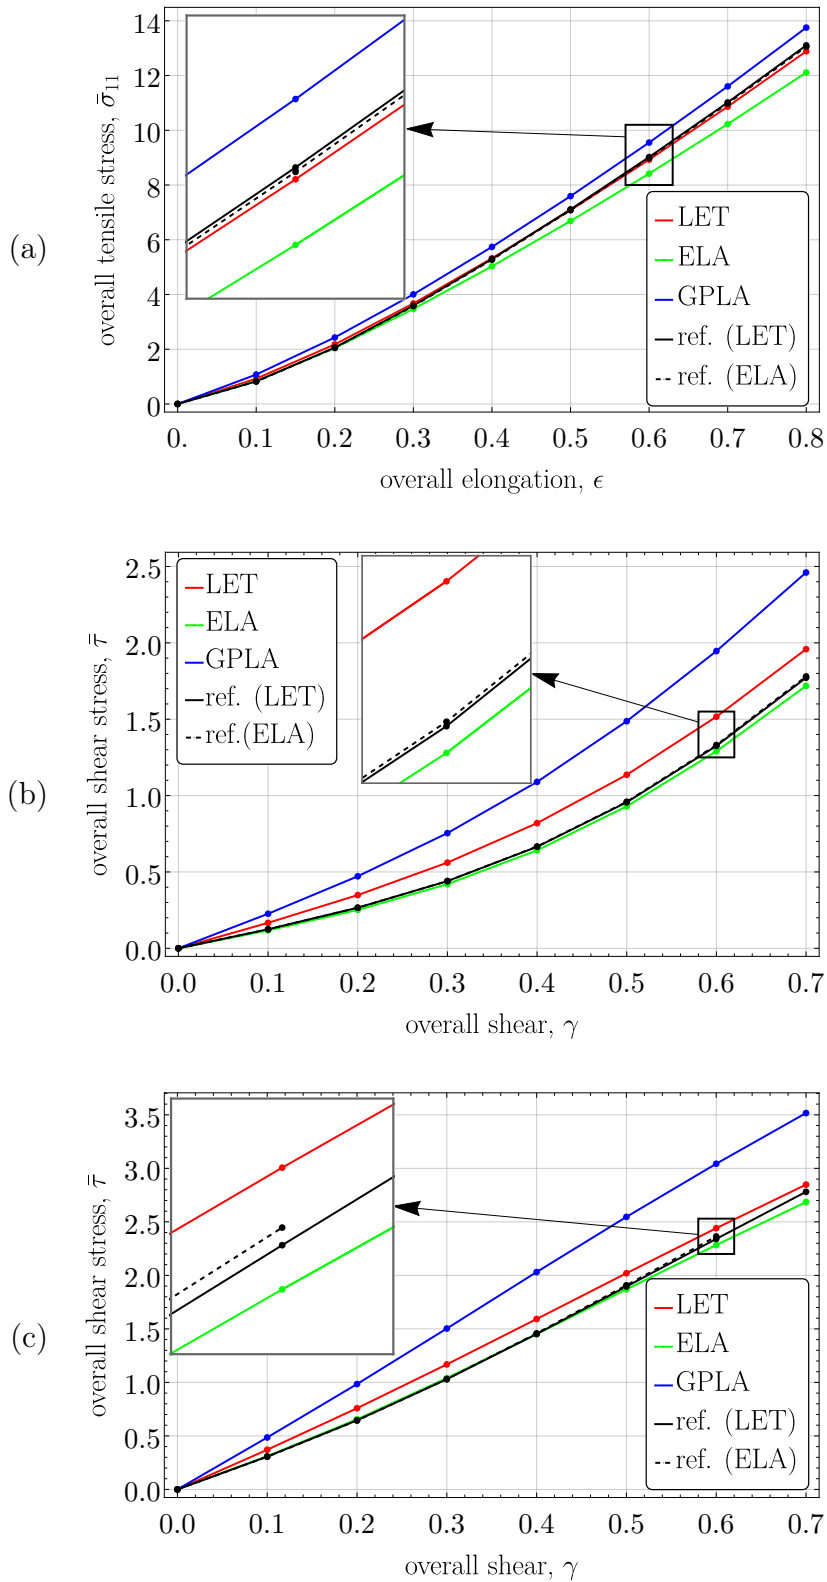 (a)
overall tensile stress, σ̿₁₁
14
12
10
8
6
4
2
0
0. 0.1 0.2 0.3 0.4 0.5 0.6 0.7 0.8
overall elongation, ϵ
LET
ELA
GPLA
ref. (LET)
ref. (ELA)
(b)
overall shear stress, τ̿
2.5
2.0
1.5
1.0
0.5
0.0
0.0 0.1 0.2 0.3 0.4 0.5 0.6 0.7
overall shear, γ
LET
ELA
GPLA
ref. (LET)
ref.(ELA)
(c)
overall shear stress, τ̿
3.5
3.0
2.5
2.0
1.5
1.0
0.5
0.0
0.0 0.1 0.2 0.3 0.4 0.5 0.6 0.7
overall shear, γ
LET
ELA
GPLA
ref. (LET)
ref. (ELA)